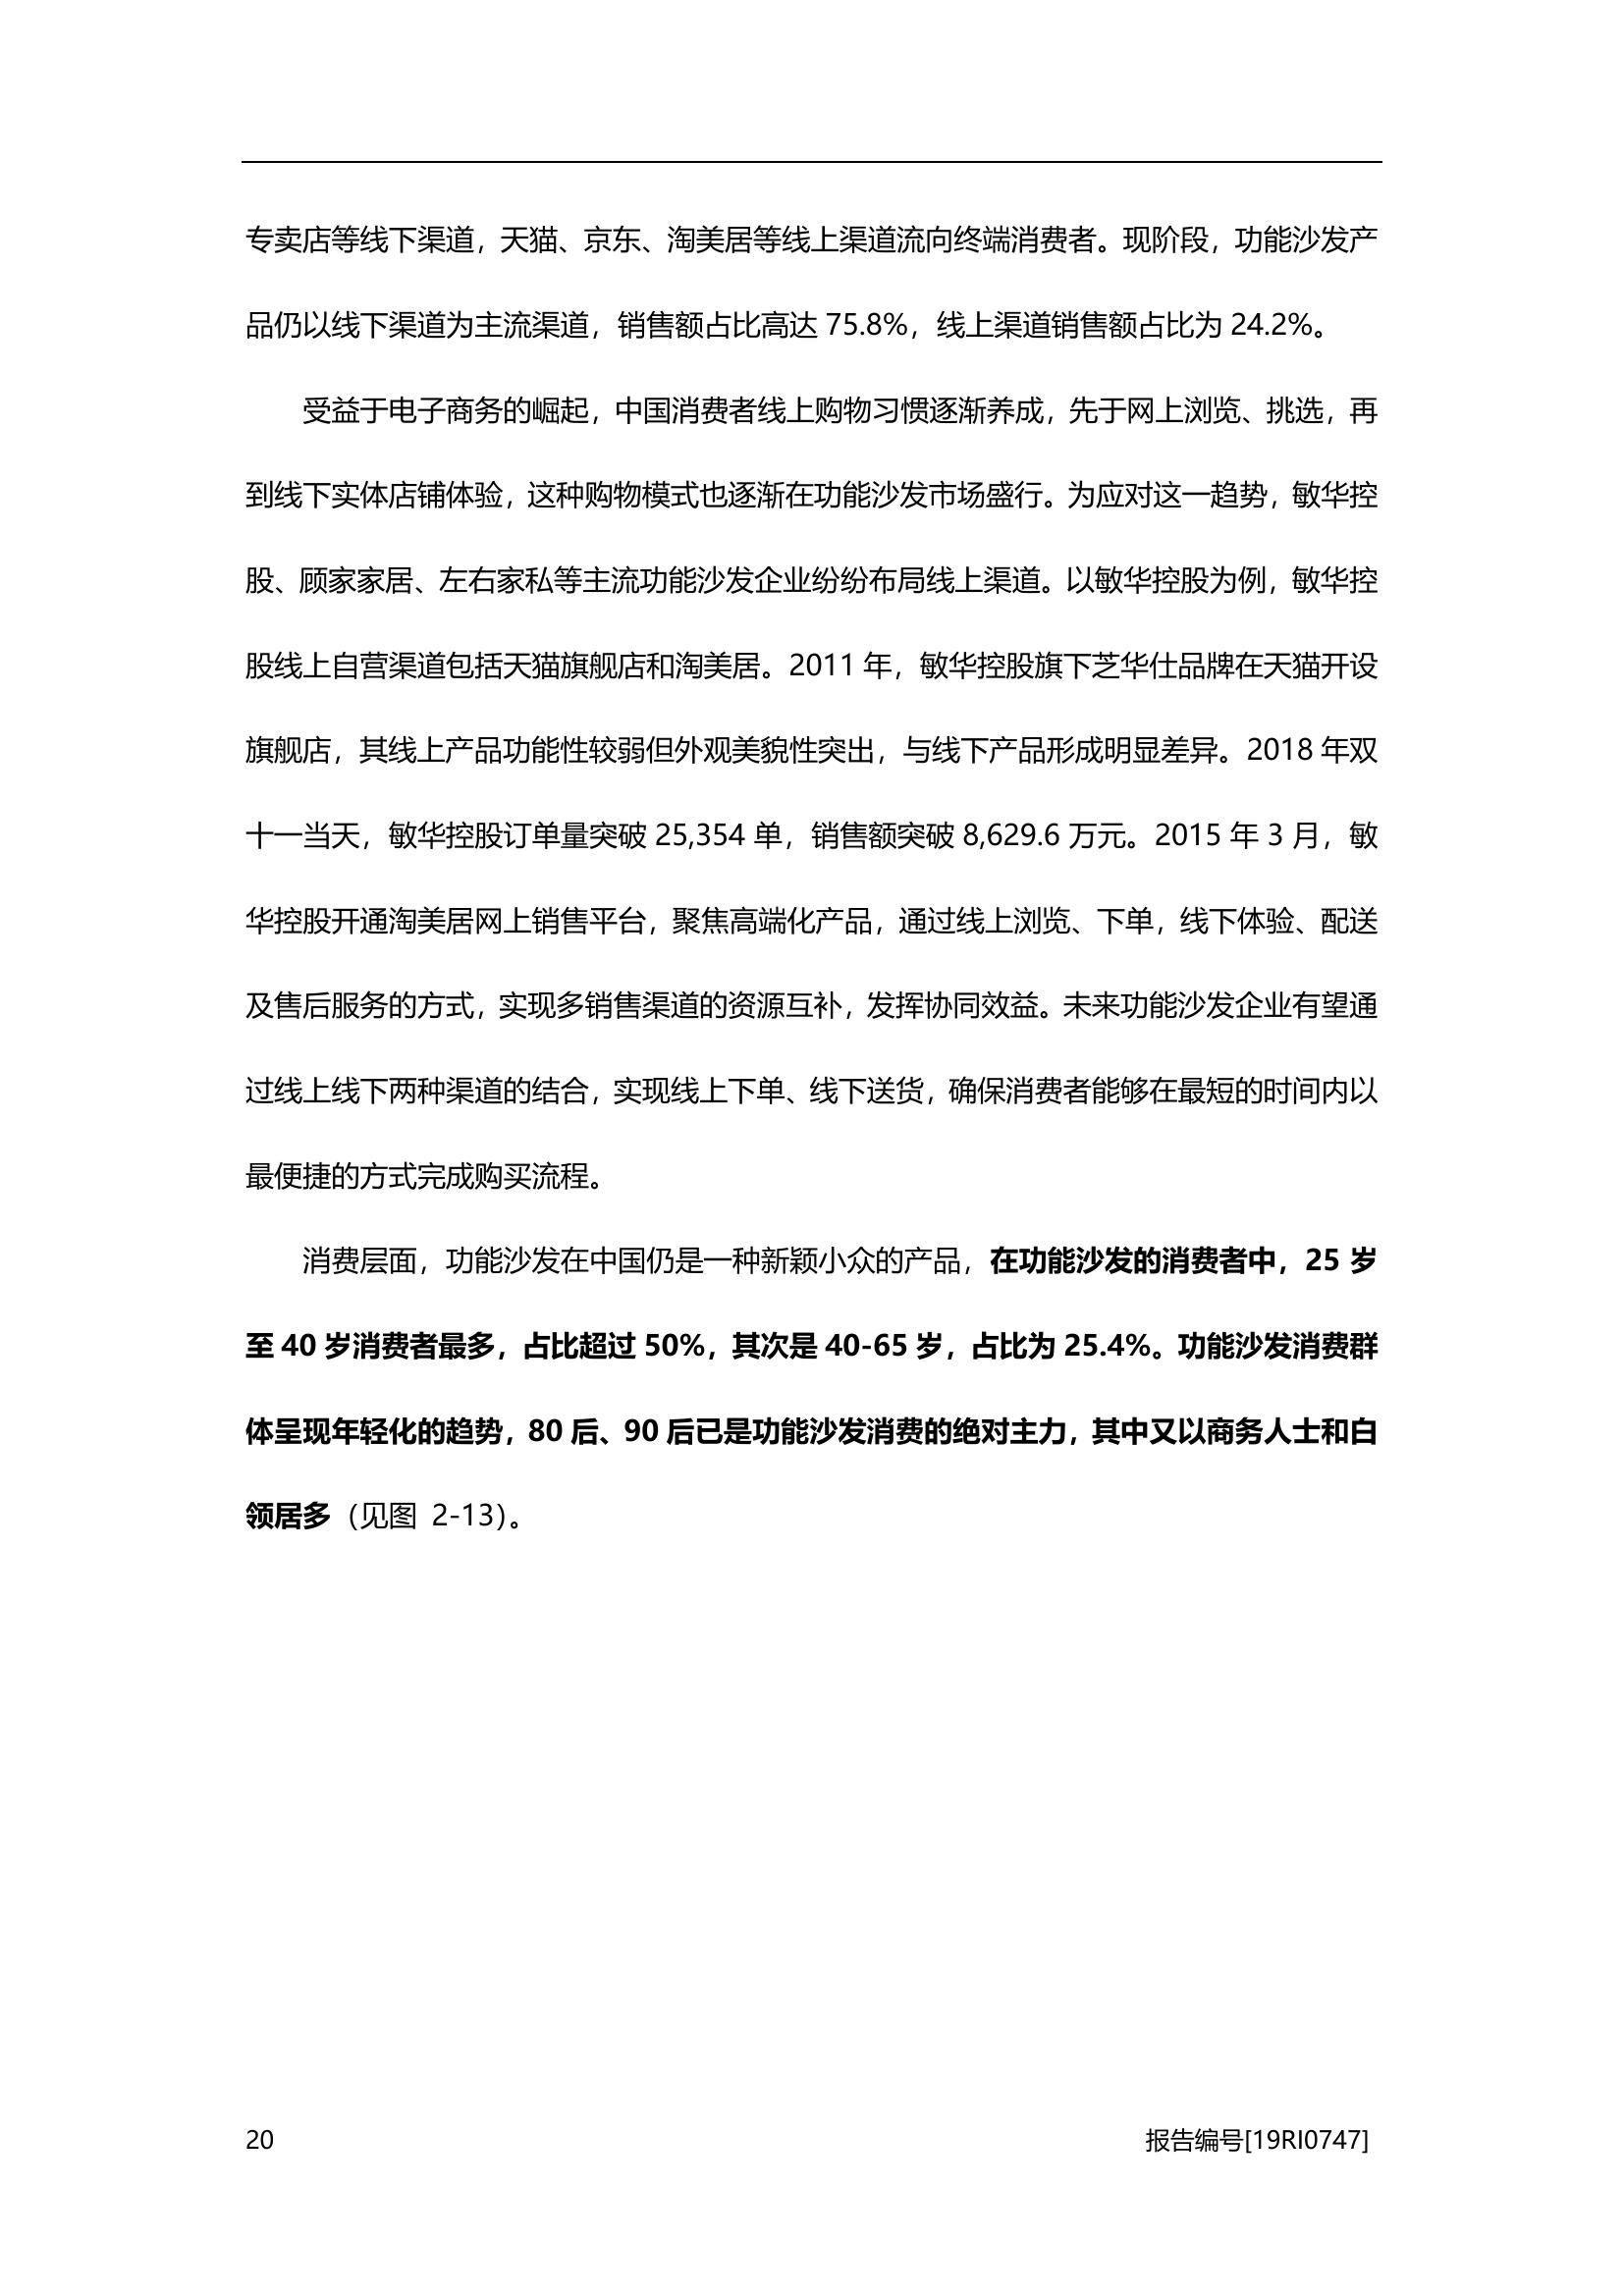 专卖店等线下渠道，天猫、京东、淘美居等线上渠道流向终端消费者。现阶段，功能沙发产
品仍以线下渠道为主流渠道，销售额占比高达 75.8%，线上渠道销售额占比为 24.2%。
受益于电子商务的崛起，中国消费者线上购物习惯逐渐养成，先于网上浏览、挑选，再
到线下实体店铺体验，这种购物模式也逐渐在功能沙发市场盛行。为应对这一趋势，敏华控
股、顾家家居、左右家私等主流功能沙发企业纷纷布局线上渠道。以敏华控股为例，敏华控
股线上自营渠道包括天猫旗舰店和淘美居。2011 年，敏华控股旗下芝华仕品牌在天猫开设
旗舰店，其线上产品功能性较弱但外观美貌性突出，与线下产品形成明显差异。2018 年双
十一当天，敏华控股订单量突破 25,354 单，销售额突破 8,629.6 万元。2015 年 3 月，敏
华控股开通淘美居网上销售平台，聚焦高端化产品，通过线上浏览、下单，线下体验、配送
及售后服务的方式，实现多销售渠道的资源互补，发挥协同效益。未来功能沙发企业有望通
过线上线下两种渠道的结合，实现线上下单、线下送货，确保消费者能够在最短的时间内以
最便捷的方式完成购买流程。
消费层面，功能沙发在中国仍是一种新颖小众的产品，在功能沙发的消费者中，25 岁
至 40 岁消费者最多，占比超过 50%，其次是 40-65 岁，占比为 25.4%。功能沙发消费群
体呈现年轻化的趋势，80 后、90 后已是功能沙发消费的绝对主力，其中又以商务人士和白
领居多（见图 2-13）。
20 报告编号[19RI0747]